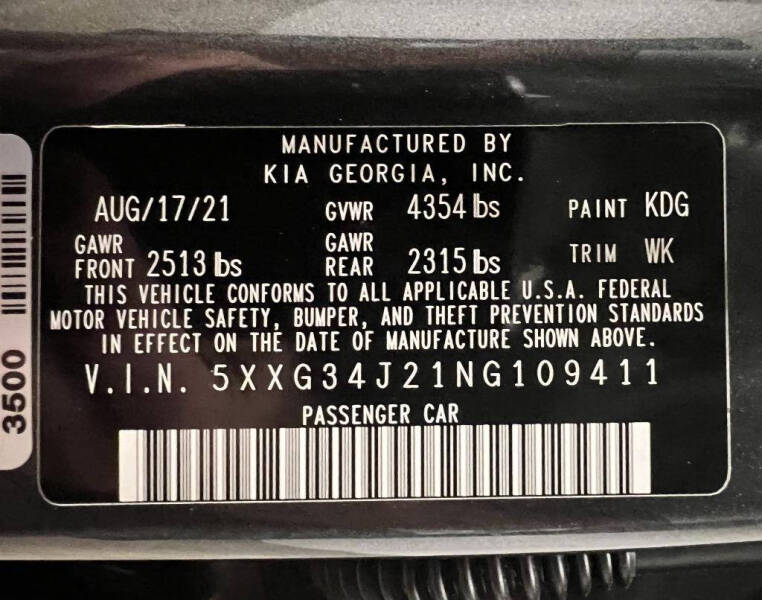 MANUFACTURED BY
KIA GEORGIA, INC.
AUG/17/21 GVWR 4354 lbs PAINT KDG
GAWR FRONT 2513 lbs GAWR REAR 2315 lbs TRIM WK
THIS VEHICLE CONFORMS TO ALL APPLICABLE U.S.A. FEDERAL
MOTOR VEHICLE SAFETY, BUMPER, AND THEFT PREVENTION STANDARDS
IN EFFECT ON THE DATE OF MANUFACTURE SHOWN ABOVE.
V.I.N. 5XXG34J21NG109411
PASSENGER CAR
3500